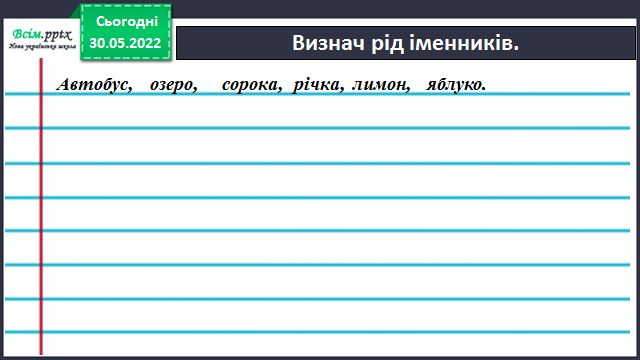 Всім.pptx
Нова українська школа
Сьогодні
30.05.2022
Визнач рід іменників.
Автобус, озеро, сорока, річка, лимон, яблуко.